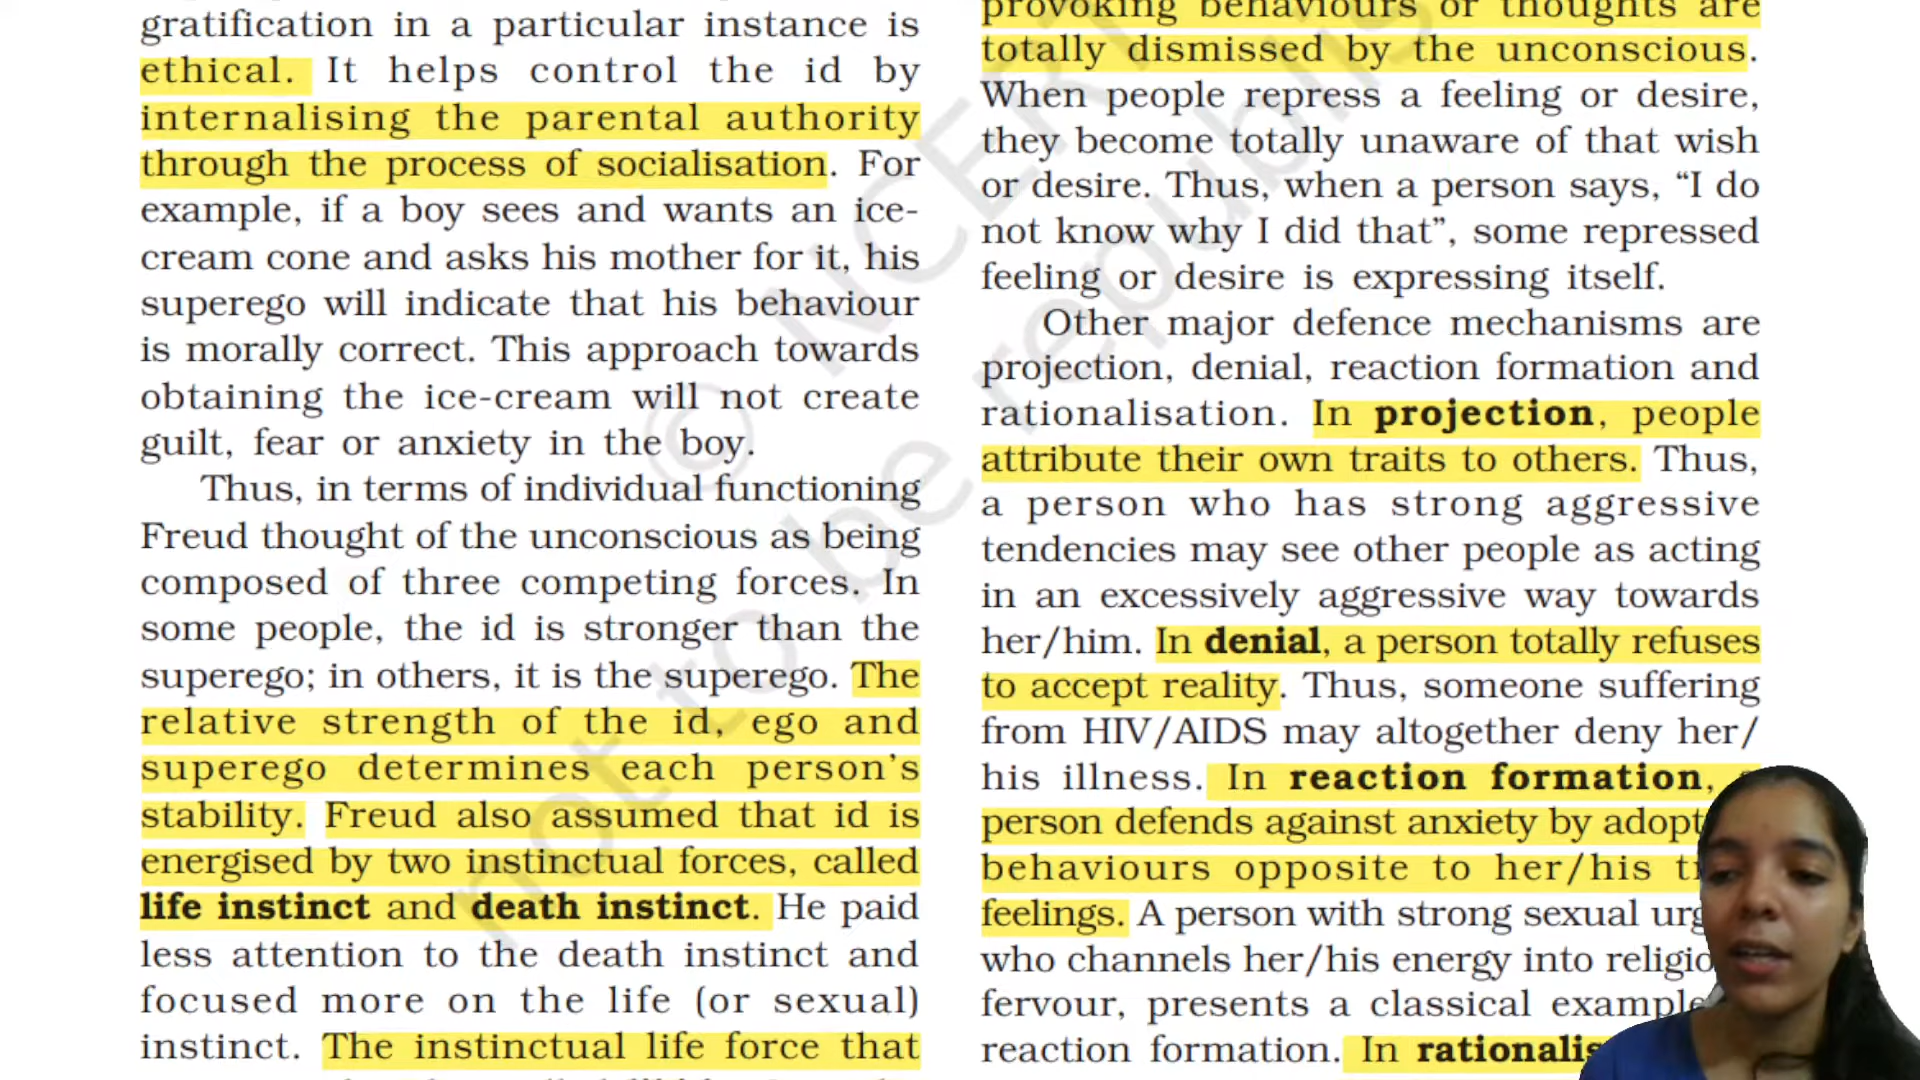 gratification in a particular instance is
ethical. It helps control the id by
internalising the parental authority
through the process of socialisation. For
example, if a boy sees and wants an ice-
cream cone and asks his mother for it, his
superego will indicate that his behaviour
is morally correct. This approach towards
obtaining the ice-cream will not create
guilt, fear or anxiety in the boy.
Thus, in terms of individual functioning
Freud thought of the unconscious as being
composed of three competing forces. In
some people, the id is stronger than the
superego; in others, it is the superego. The
relative strength of the id, ego and
superego determines each person's
stability. Freud also assumed that id is
energised by two instinctual forces, called
life instinct and death instinct. He paid
less attention to the death instinct and
focused more on the life (or sexual)
instinct. The instinctual life force that
provoking behaviours or thoughts are
totally dismissed by the unconscious.
When people repress a feeling or desire,
they become totally unaware of that wish
or desire. Thus, when a person says, “I do
not know why I did that”, some repressed
feeling or desire is expressing itself.
Other major defence mechanisms are
projection, denial, reaction formation and
rationalisation. In projection, people
attribute their own traits to others. Thus,
a person who has strong aggressive
tendencies may see other people as acting
in an excessively aggressive way towards
her/him. In denial, a person totally refuses
to accept reality. Thus, someone suffering
from HIV/AIDS may altogether deny her/
his illness. In reaction formation,
person defends against anxiety by adopt
behaviours opposite to her/his
feelings. A person with strong sexual
who channels her/his energy into
fervour, presents a classical example
reaction formation. In
© NCERT
not to be republis